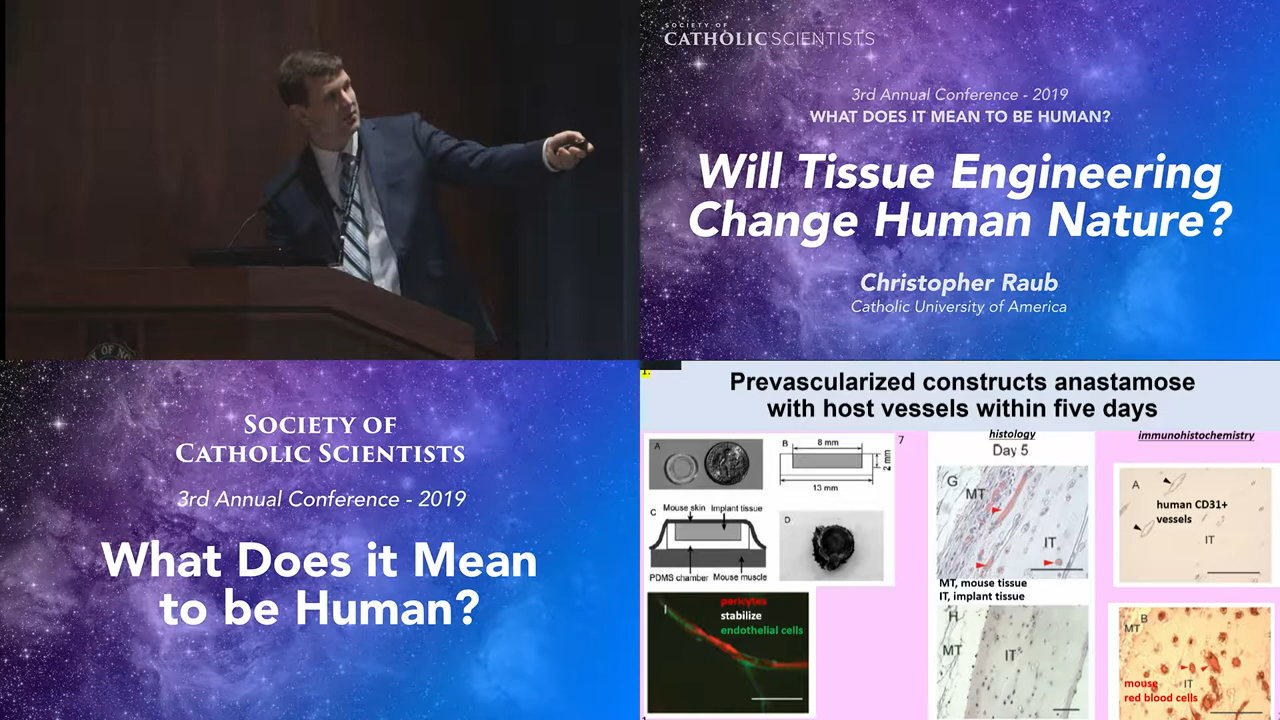 SOCIETY OF
CATHOLIC SCIENTISTS
3rd Annual Conference - 2019
WHAT DOES IT MEAN TO BE HUMAN?
Will Tissue Engineering
Change Human Nature?
Christopher Raub
Catholic University of America
SOCIETY OF
CATHOLIC SCIENTISTS
3rd Annual Conference - 2019
What Does it Mean
to be Human?
Prevascularized constructs anastamose
with host vessels within five days
A
B
8 mm
2 mm
13 mm
C
Mouse skin
Implant tissue
PDMS chamber
Mouse muscle
D
I
pericytes
stabilize
endothelial cells
7
histology
Day 5
G
MT
IT
MT, mouse tissue
IT, implant tissue
H
MT
IT
immunohistochemistry
A
human CD31+
vessels
IT
B
MT
IT
mouse
red blood cells